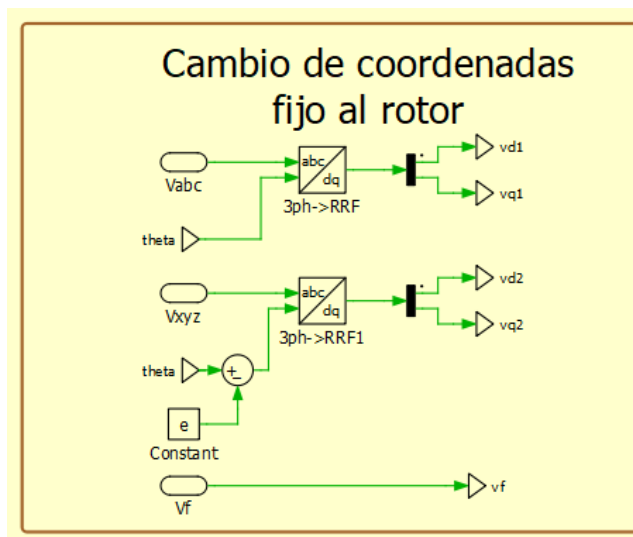 Cambio de coordenadas
fijo al rotor
abc
dq
vd1
Vabc
vq1
3ph->RRF
theta
abc
dq
vd2
Vxyz
3ph->RRF1
vq2
theta
+
-
e
Constant
vf
Vf